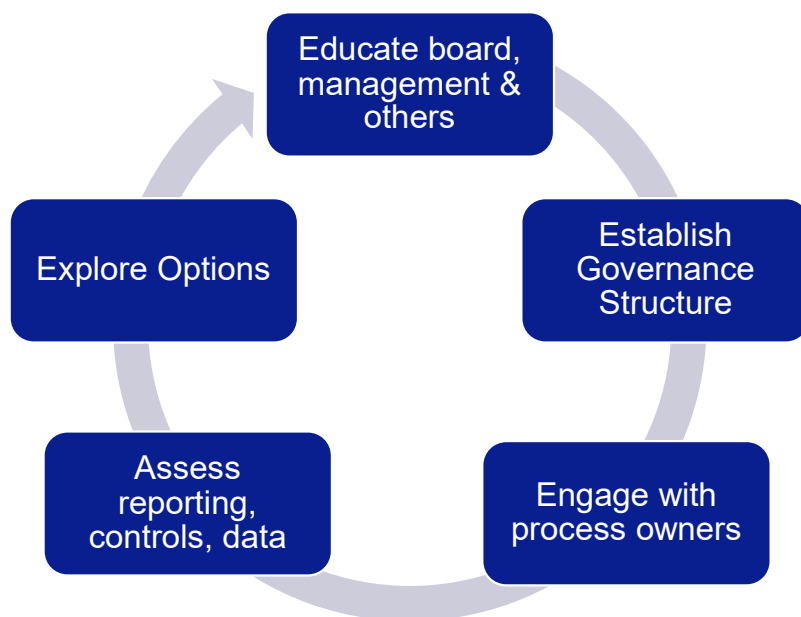 Educate board,
management &
others
Establish
Governance
Structure
Engage with
process owners
Assess
reporting,
controls, data
Explore Options